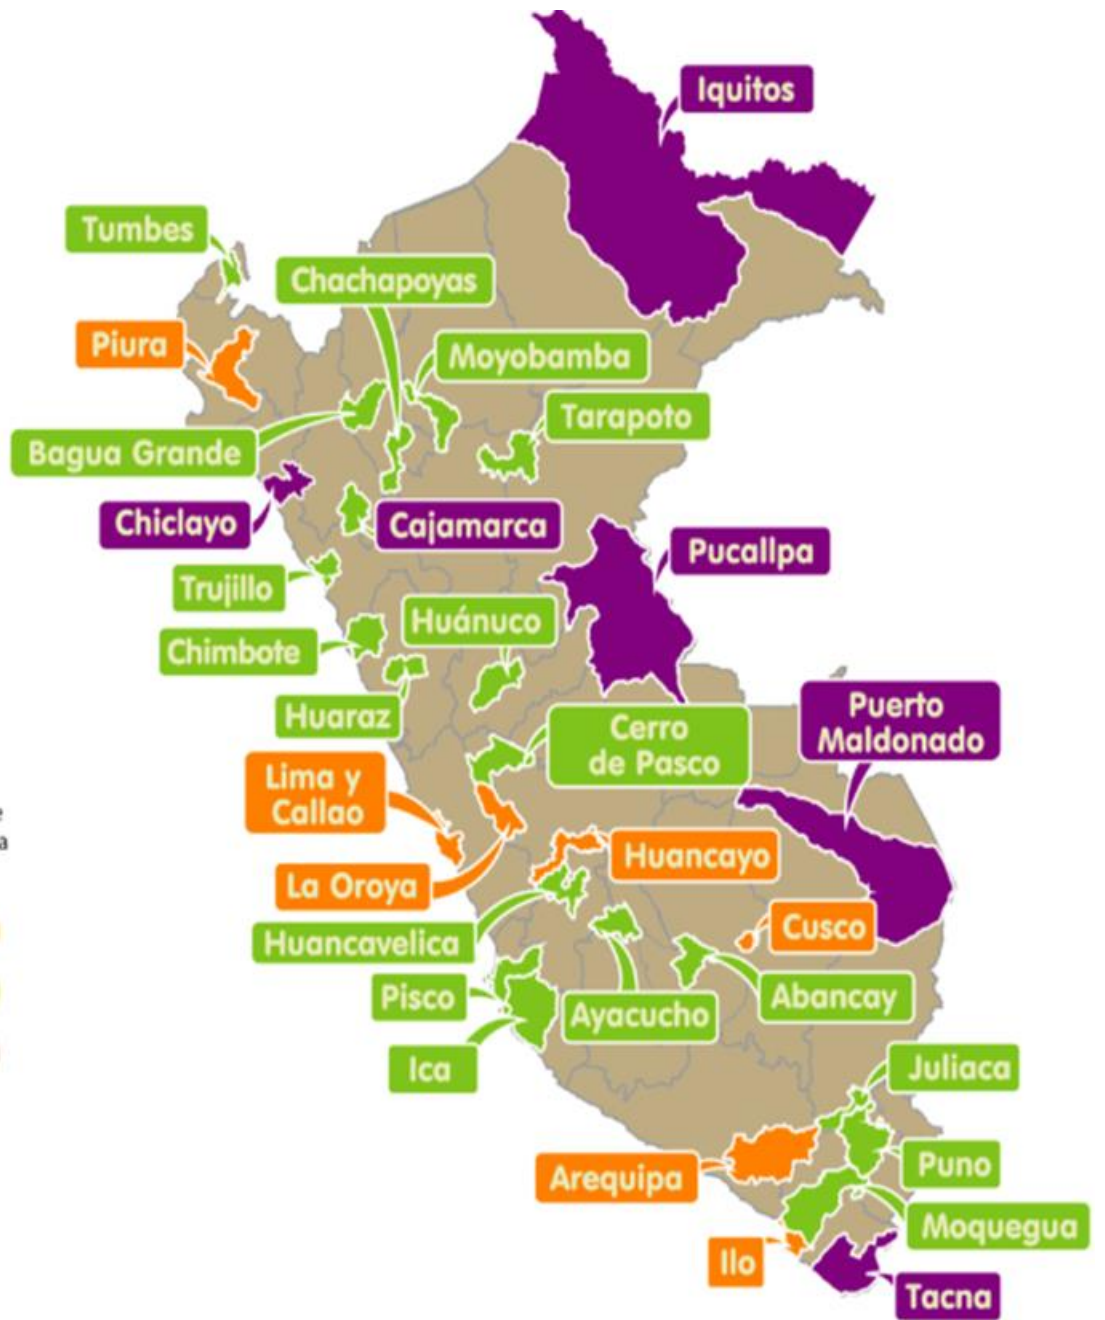 Iquitos
Tumbes
Chachapoyas
Piura
Moyobamba
Tarapoto
Bagua Grande
Chiclayo
Cajamarca
Pucallpa
Trujillo
Huánuco
Chimbote
Huaraz
Puerto
Maldonado
Cerro
de Pasco
Lima y
Callao
Huancayo
La Oroya
Cusco
Huancavelica
Pisco
Ayacucho
Abancay
Ica
Juliaca
Arequipa
Puno
Moquegua
Ilo
Tacna